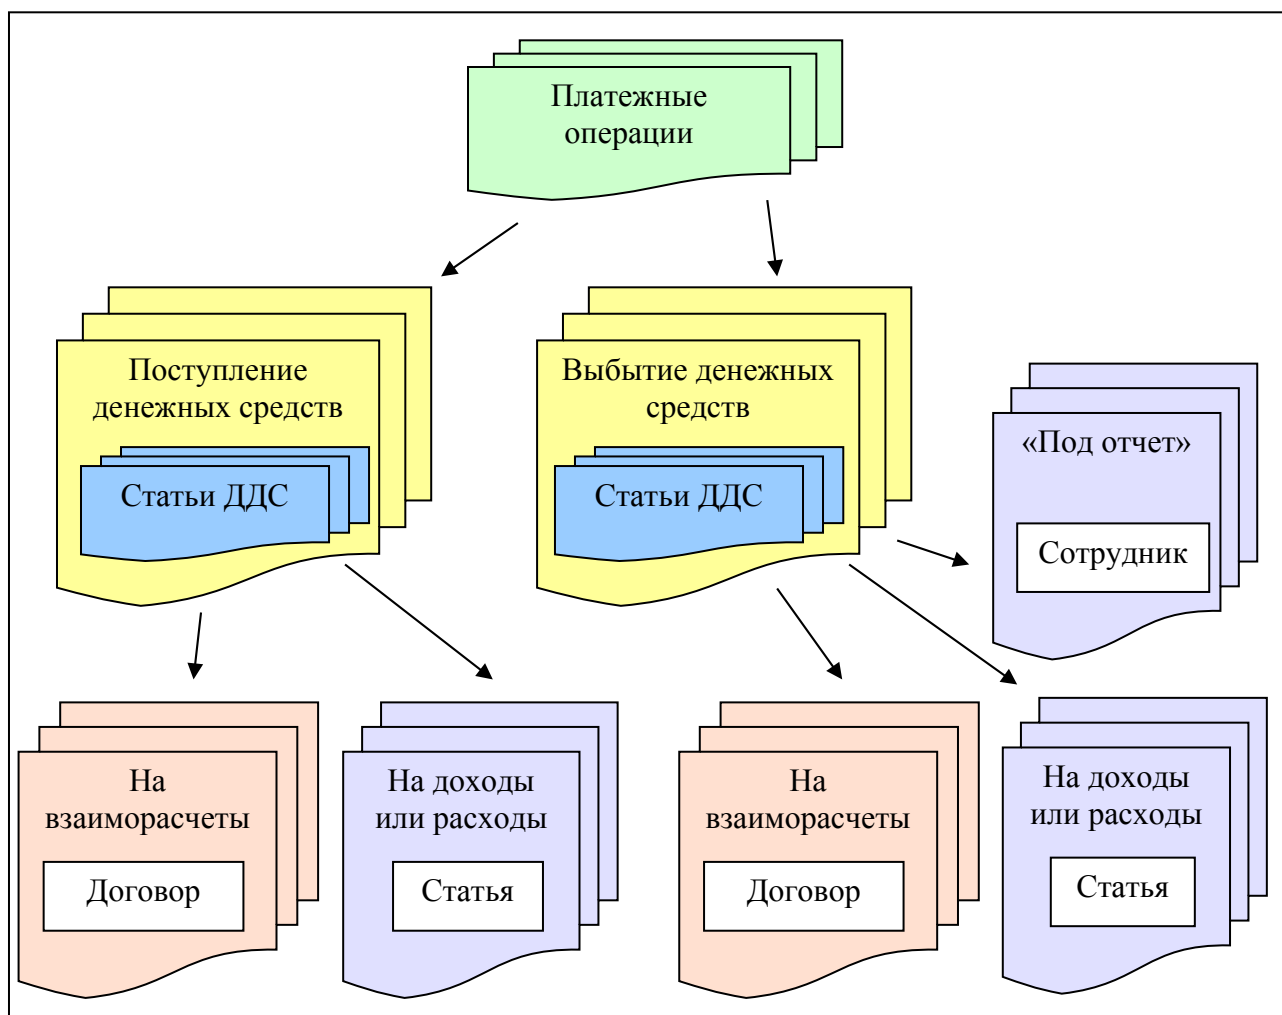 Платежные
операции
Поступление
денежных средств
Статьи ДДС
Выбытие денежных
средств
Статьи ДДС
«Под отчет»
Сотрудник
На
взаиморасчеты
Договор
На доходы
или расходы
Статья
На
взаиморасчеты
Договор
На доходы
или расходы
Статья